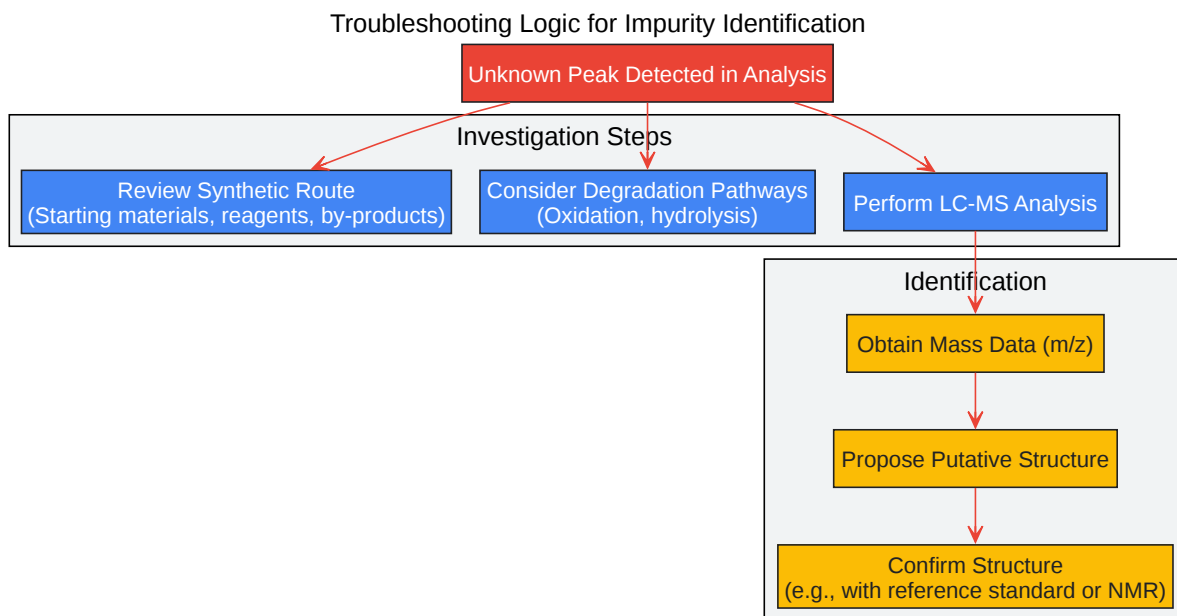 Troubleshooting Logic for Impurity Identification
Unknown Peak Detected in Analysis
Investigation Steps
Review Synthetic Route
(Starting materials, reagents, by-products)
Consider Degradation Pathways
(Oxidation, hydrolysis)
Perform LC-MS Analysis
Identification
Obtain Mass Data (m/z)
Propose Putative Structure
Confirm Structure
(e.g., with reference standard or NMR)